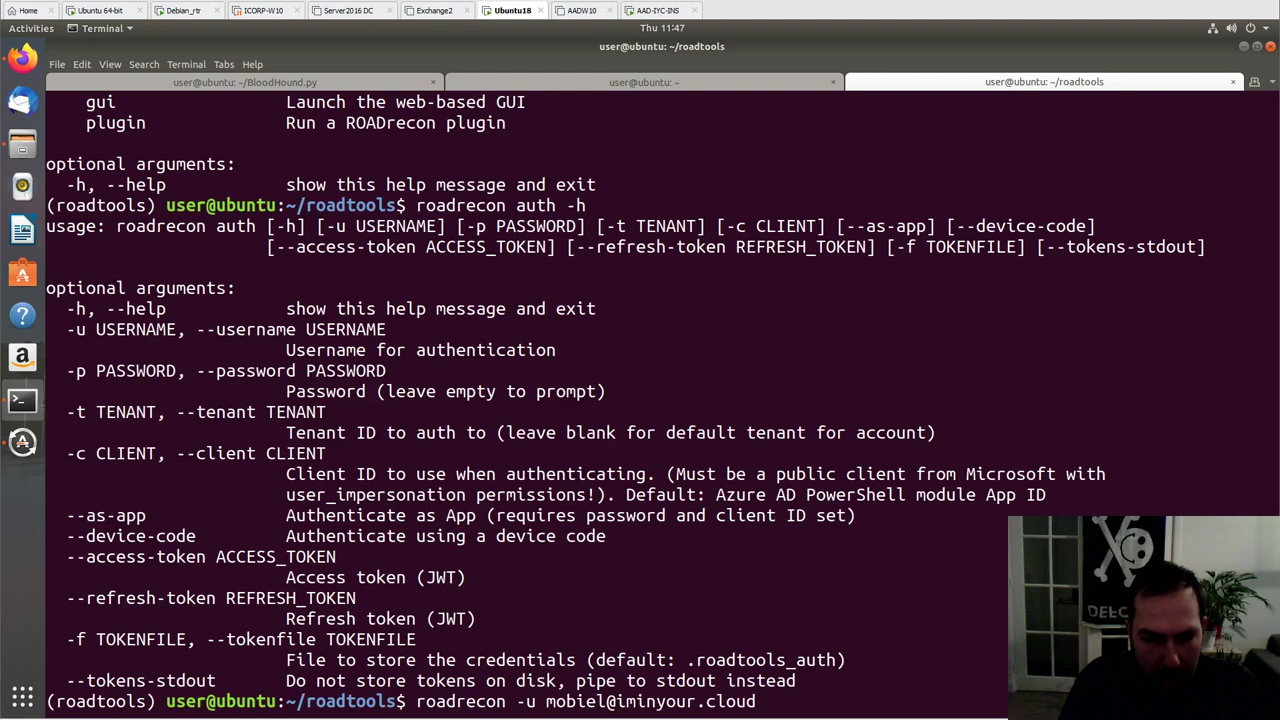 Home
Ubuntu 64-bit
Debian_rtr
ICORP-W10
Server2016 DC
Exchange2
Ubuntu18
AADW10
AAD-IYC-INS
Activities
Terminal
Thu 11:47
user@ubuntu: ~/roadtools
File Edit View Search Terminal Tabs Help
user@ubuntu: ~/BloodHound.py
user@ubuntu: ~
user@ubuntu: ~/roadtools
gui Launch the web-based GUI
plugin Run a ROADrecon plugin
optional arguments:
-h, --help show this help message and exit
(roadtools) user@ubuntu:~/roadtools$ roadrecon auth -h
usage: roadrecon auth [-h] [-u USERNAME] [-p PASSWORD] [-t TENANT] [-c CLIENT] [--as-app] [--device-code]
[--access-token ACCESS_TOKEN] [--refresh-token REFRESH_TOKEN] [-f TOKENFILE] [--tokens-stdout]
optional arguments:
-h, --help show this help message and exit
-u USERNAME, --username USERNAME
Username for authentication
-p PASSWORD, --password PASSWORD
Password (leave empty to prompt)
-t TENANT, --tenant TENANT
Tenant ID to auth to (leave blank for default tenant for account)
-c CLIENT, --client CLIENT
Client ID to use when authenticating. (Must be a public client from Microsoft with
user_impersonation permissions!). Default: Azure AD PowerShell module App ID
--as-app Authenticate as App (requires password and client ID set)
--device-code Authenticate using a device code
--access-token ACCESS_TOKEN
Access token (JWT)
--refresh-token REFRESH_TOKEN
Refresh token (JWT)
-f TOKENFILE, --tokenfile TOKENFILE
File to store the credentials (default: .roadtools_auth)
--tokens-stdout Do not store tokens on disk, pipe to stdout instead
(roadtools) user@ubuntu:~/roadtools$ roadrecon -u mobiel@iminyour.cloud